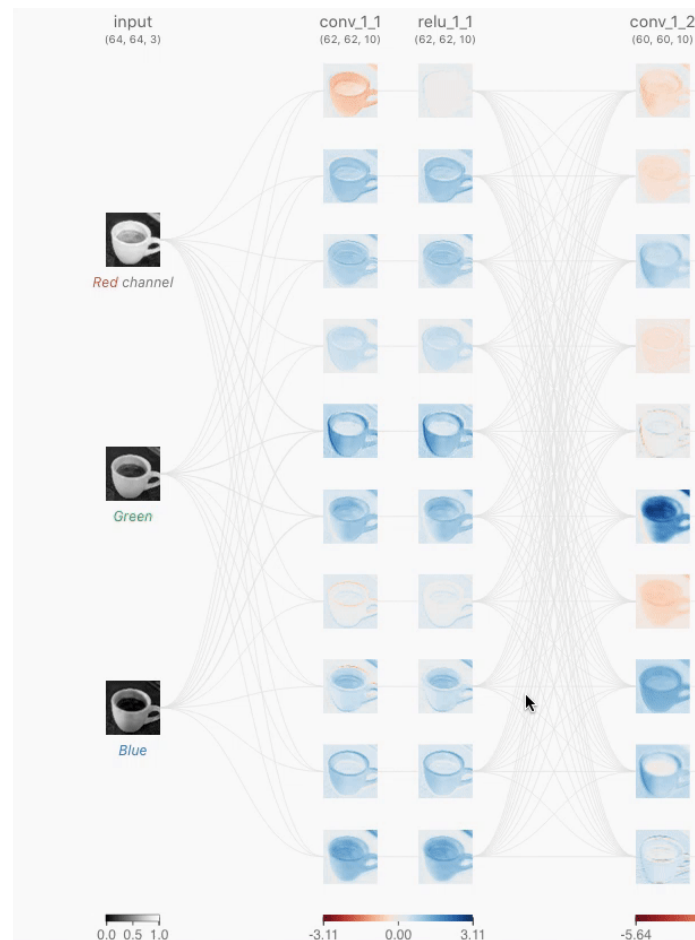 input
(64, 64, 3)
conv_1_1
(62, 62, 10)
relu_1_1
(62, 62, 10)
conv_1_2
(60, 60, 10)
Red channel
Green
Blue
0.0 0.5 1.0
-3.11 0.00 3.11
-5.64